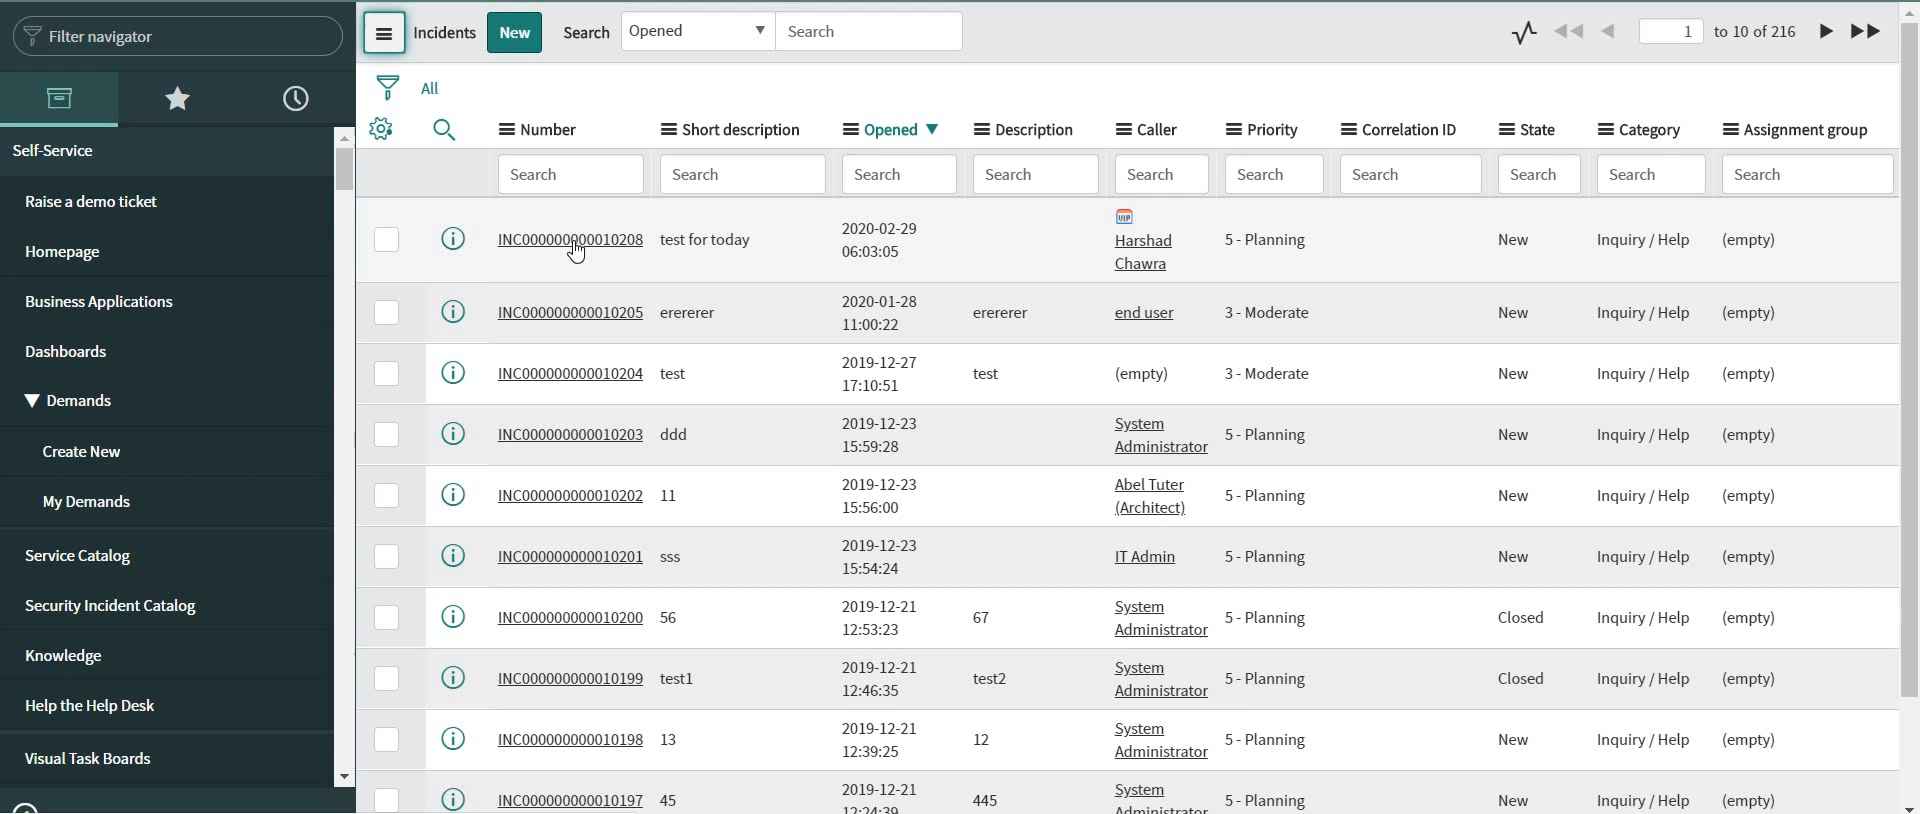 Filter navigator
Incidents New Search Opened Search 1 to 10 of 216
All
Number Short description Opened Description Caller Priority Correlation ID State Category Assignment group
Search Search Search Search Search Search Search Search Search Search
Self-Service
Raise a demo ticket
Homepage
Business Applications
Dashboards
Demands
Create New
My Demands
Service Catalog
Security Incident Catalog
Knowledge
Help the Help Desk
Visual Task Boards
VIP
INC000000000010208 test for today 2020-02-29 06:03:05 Harshad Chawra 5 - Planning New Inquiry / Help (empty)
INC000000000010205 erererer 2020-01-28 11:00:22 erererer end user 3 - Moderate New Inquiry / Help (empty)
INC000000000010204 test 2019-12-27 17:10:51 test (empty) 3 - Moderate New Inquiry / Help (empty)
INC000000000010203 ddd 2019-12-23 15:59:28 System Administrator 5 - Planning New Inquiry / Help (empty)
INC000000000010202 11 2019-12-23 15:56:00 Abel Tuter (Architect) 5 - Planning New Inquiry / Help (empty)
INC000000000010201 sss 2019-12-23 15:54:24 IT Admin 5 - Planning New Inquiry / Help (empty)
INC000000000010200 56 2019-12-21 12:53:23 67 System Administrator 5 - Planning Closed Inquiry / Help (empty)
INC000000000010199 test1 2019-12-21 12:46:35 test2 System Administrator 5 - Planning Closed Inquiry / Help (empty)
INC000000000010198 13 2019-12-21 12:39:25 12 System Administrator 5 - Planning New Inquiry / Help (empty)
INC000000000010197 45 2019-12-21 12:24:39 445 System Administrator 5 - Planning New Inquiry / Help (empty)